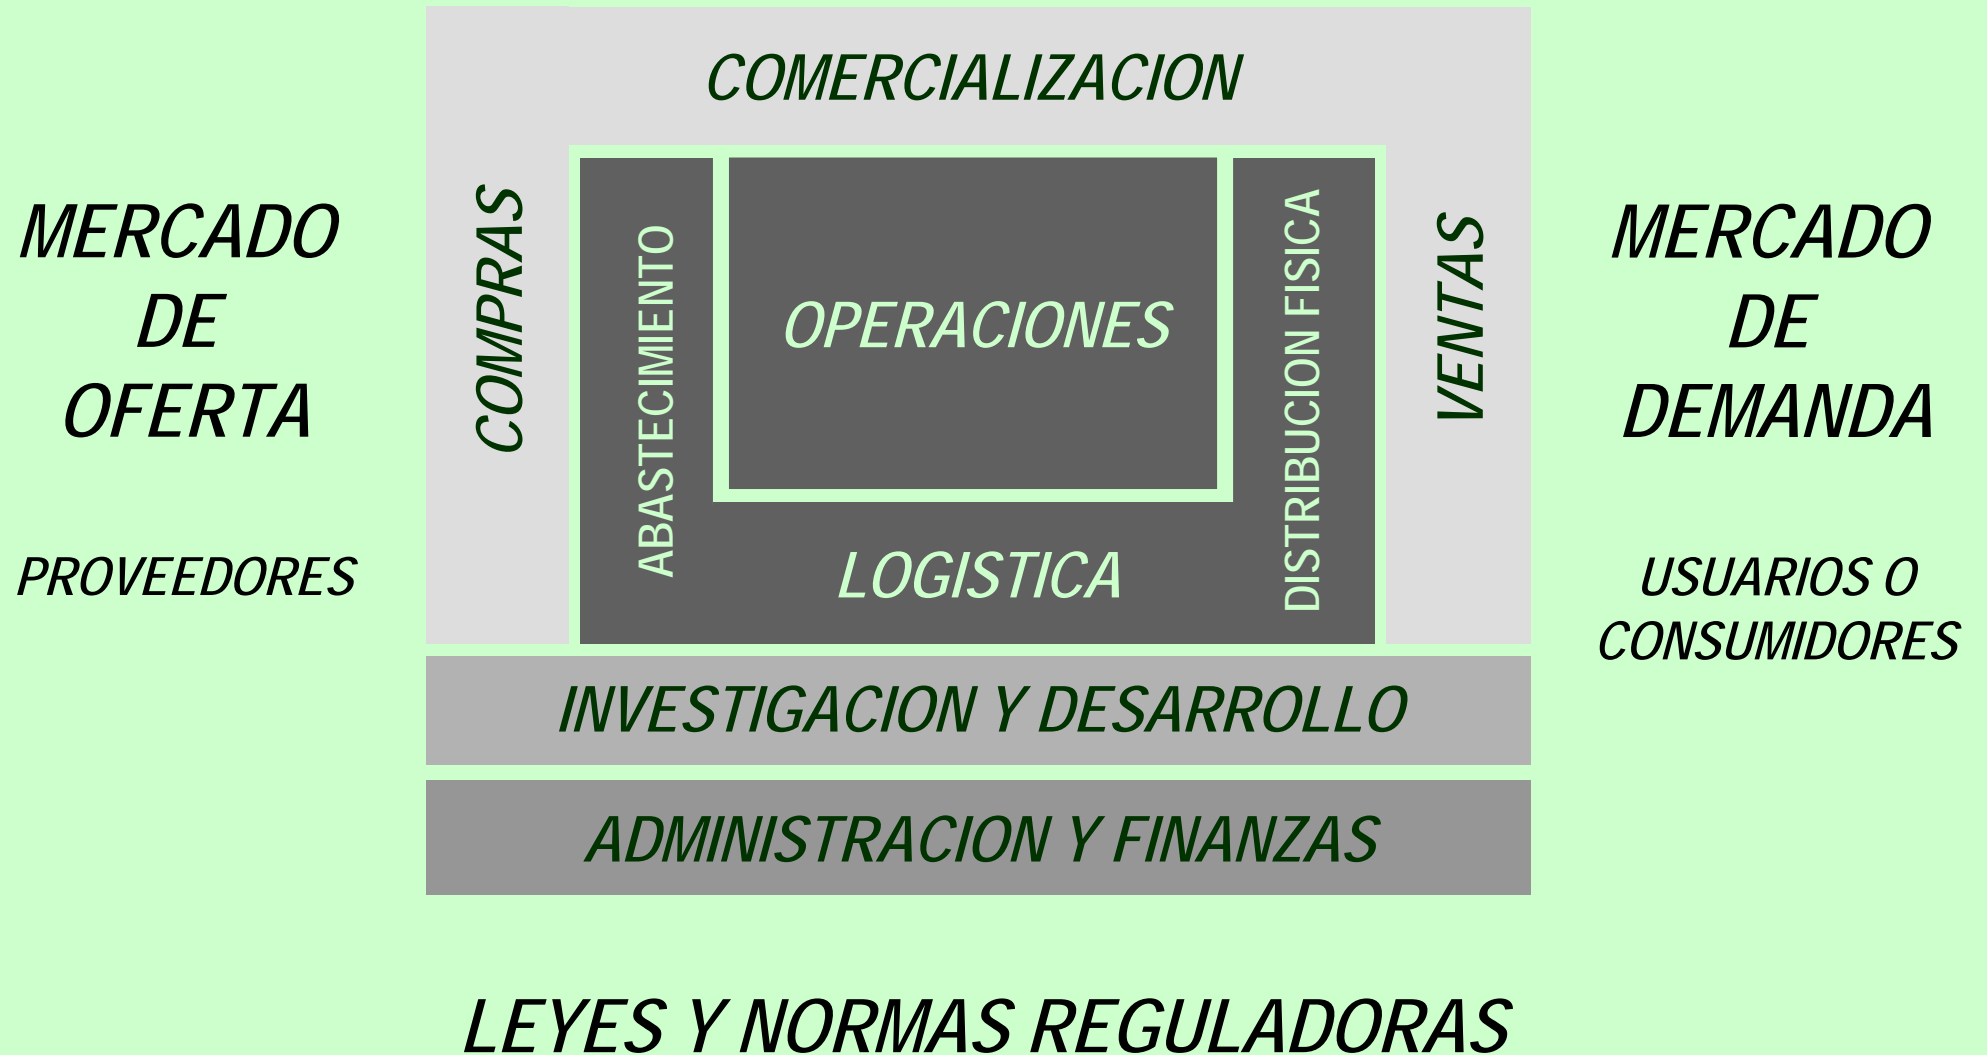 COMERCIALIZACION
MERCADO
DE
OFERTA
PROVEEDORES
COMPRAS
ABASTECIMIENTO
OPERACIONES
LOGISTICA
DISTRIBUCION FISICA
VENTAS
MERCADO
DE
DEMANDA
USUARIOS O
CONSUMIDORES
INVESTIGACION Y DESARROLLO
ADMINISTRACION Y FINANZAS
LEYES Y NORMAS REGULADORAS